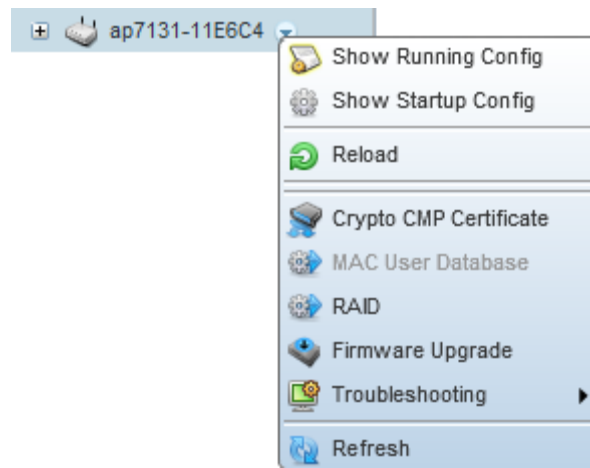 ap7131-11E6C4
Show Running Config
Show Startup Config
Reload
Crypto CMP Certificate
MAC User Database
RAID
Firmware Upgrade
Troubleshooting
Refresh